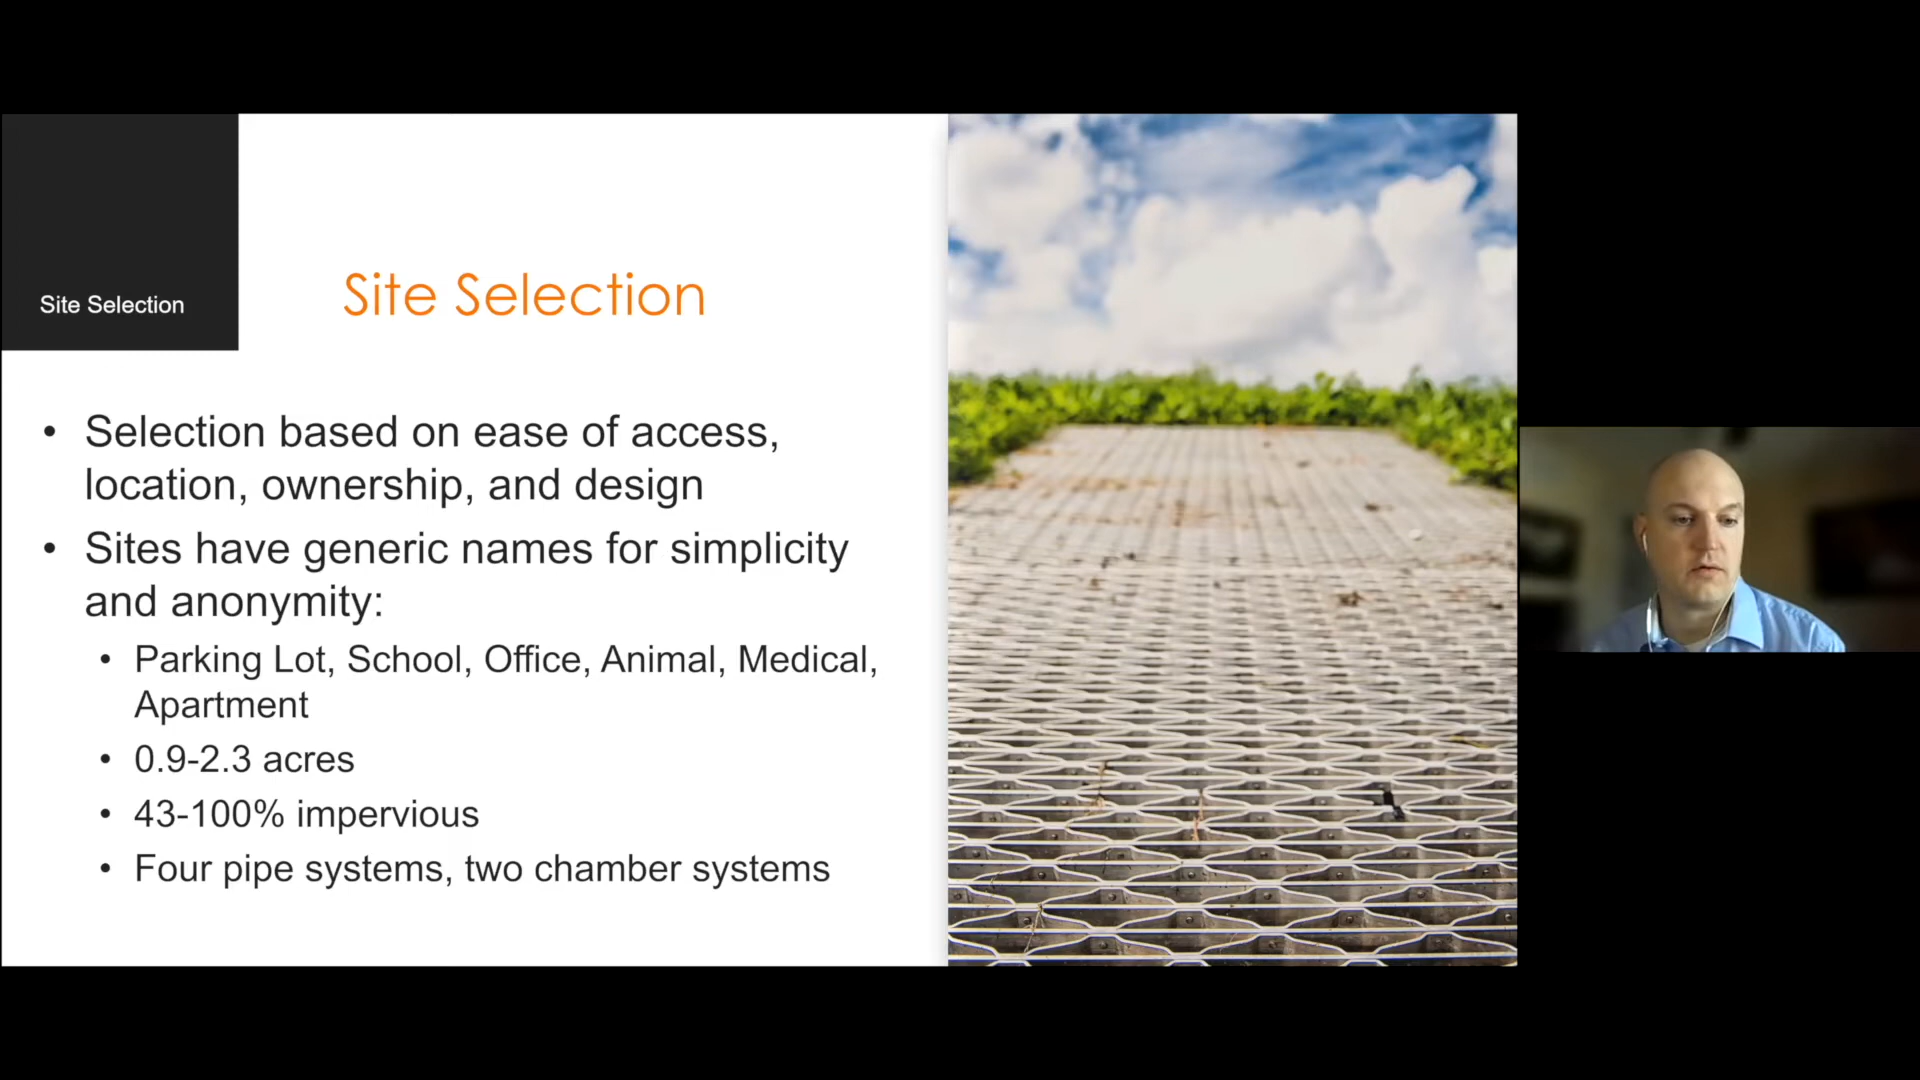 Site Selection
Site Selection
• Selection based on ease of access,
location, ownership, and design
• Sites have generic names for simplicity
and anonymity:
• Parking Lot, School, Office, Animal, Medical,
Apartment
• 0.9-2.3 acres
• 43-100% impervious
• Four pipe systems, two chamber systems